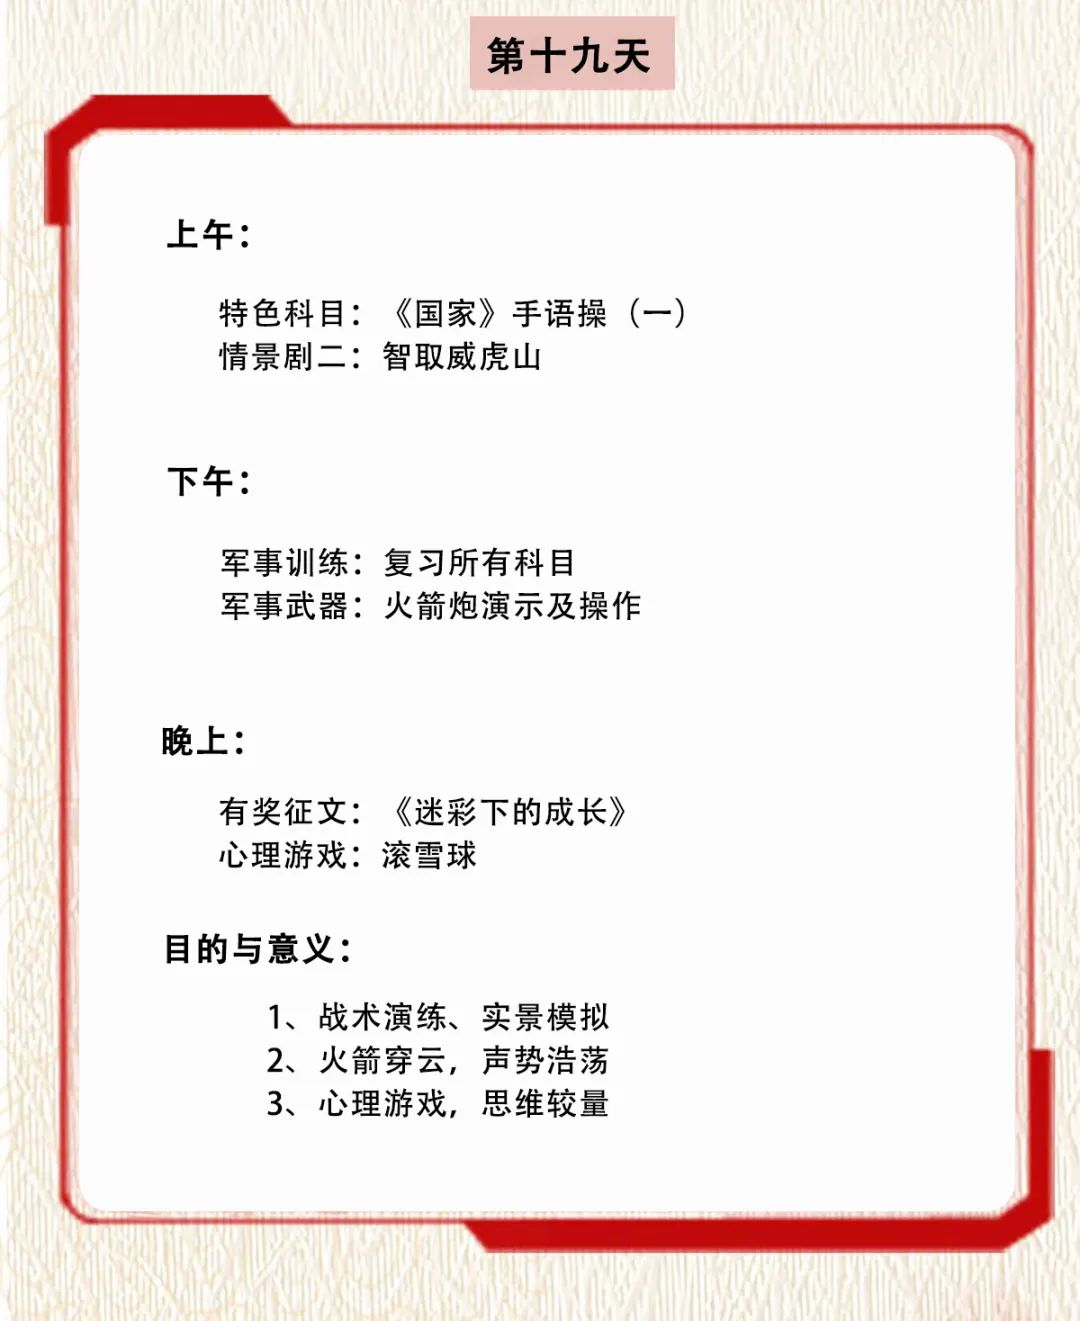 第十九天
上午：
特色科目：《国家》手语操（一）
情景剧二：智取威虎山
下午：
军事训练：复习所有科目
军事武器：火箭炮演示及操作
晚上：
有奖征文：《迷彩下的成长》
心理游戏：滚雪球
目的与意义：
1、战术演练、实景模拟
2、火箭穿云，声势浩荡
3、心理游戏，思维较量